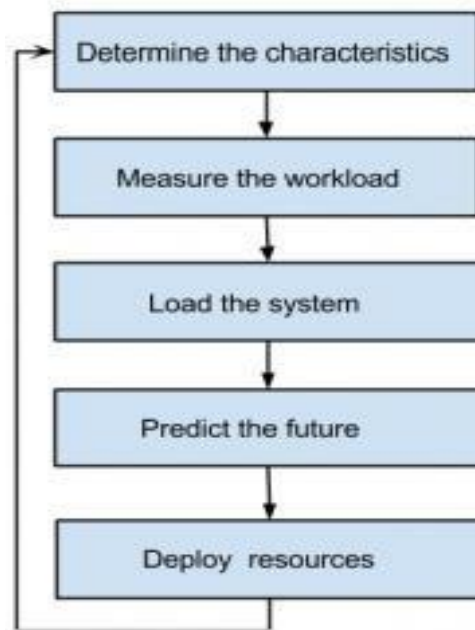 Determine the characteristics
Measure the workload
Load the system
Predict the future
Deploy resources